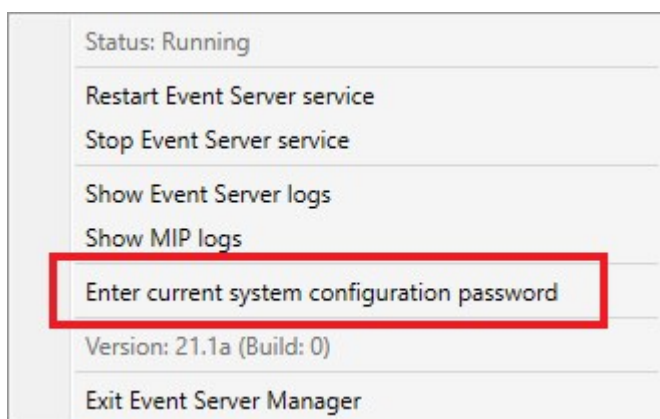 Status: Running
Restart Event Server service
Stop Event Server service
Show Event Server logs
Show MIP logs
Enter current system configuration password
Version: 21.1a (Build: 0)
Exit Event Server Manager